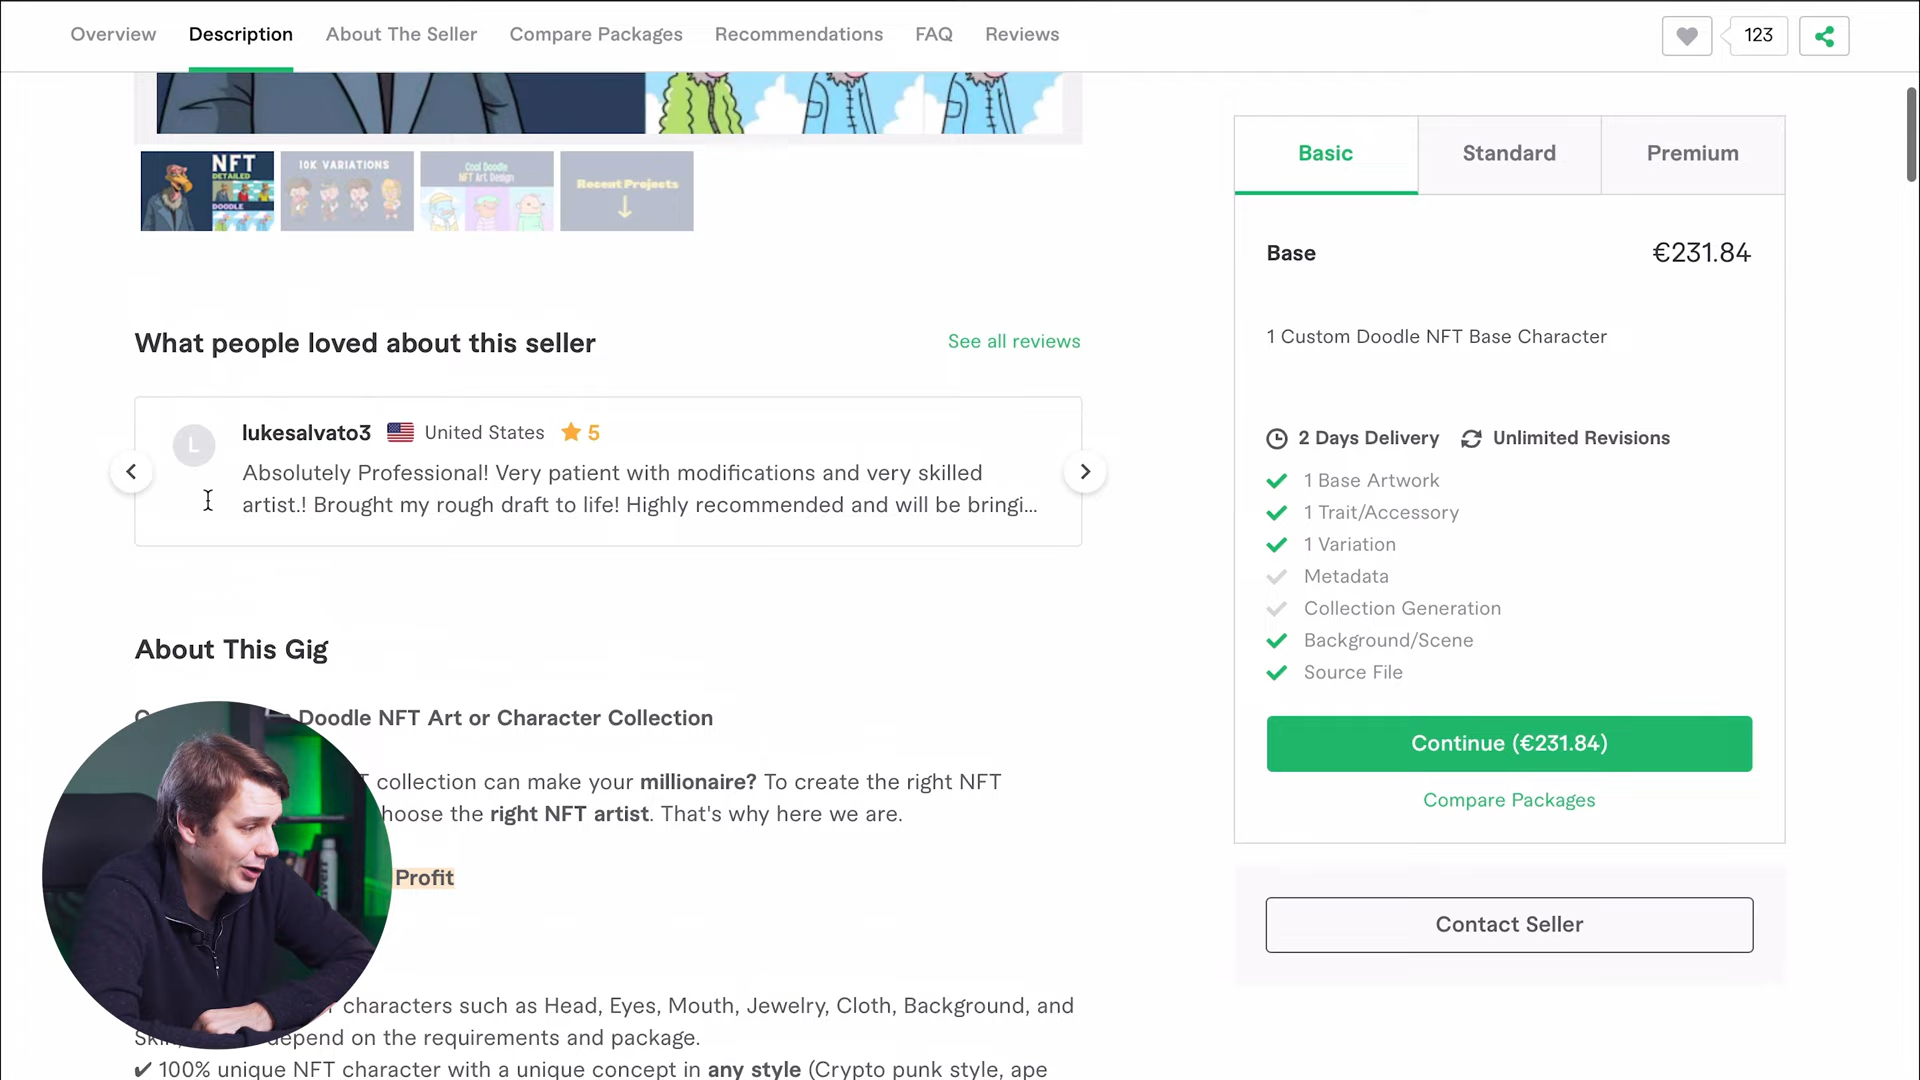 Overview Description About The Seller Compare Packages Recommendations FAQ Reviews
123
NFT
DETAILED
DOODLE
10K VARIATIONS
Cool Doodle
NFT Art Design
Recent Projects
Basic Standard Premium
Base €231.84
1 Custom Doodle NFT Base Character
2 Days Delivery Unlimited Revisions
1 Base Artwork
1 Trait/Accessory
1 Variation
Metadata
Collection Generation
Background/Scene
Source File
Continue (€231.84)
Compare Packages
Contact Seller
What people loved about this seller See all reviews
L
lukesalvato3 United States 5
Absolutely Professional! Very patient with modifications and very skilled
artist.! Brought my rough draft to life! Highly recommended and will be bringi...
About This Gig
Doodle NFT Art or Character Collection
collection can make your millionaire? To create the right NFT
the right NFT artist. That's why here we are.
Profit
characters such as Head, Eyes, Mouth, Jewelry, Cloth, Background, and
on the requirements and package.
✔ 100% unique NFT character with a unique concept in any style (Crypto punk style, ape